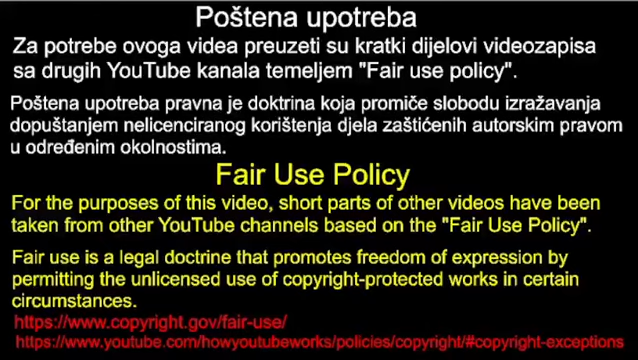 Poštena upotreba
Za potrebe ovoga videa preuzeti su kratki dijelovi videozapisa
sa drugih YouTube kanala temeljem "Fair use policy".
Poštena upotreba pravna je doktrina koja promiče slobodu izražavanja
dopuštanjem nelicenciranog korištenja djela zaštićenih autorskim pravom
u određenim okolnostima.
Fair Use Policy
For the purposes of this video, short parts of other videos have been
taken from other YouTube channels based on the "Fair Use Policy".
Fair use is a legal doctrine that promotes freedom of expression by
permitting the unlicensed use of copyright-protected works in certain
circumstances.
https://www.copyright.gov/fair-use/
https://www.youtube.com/howyoutubeworks/policies/copyright/#copyright-exceptions